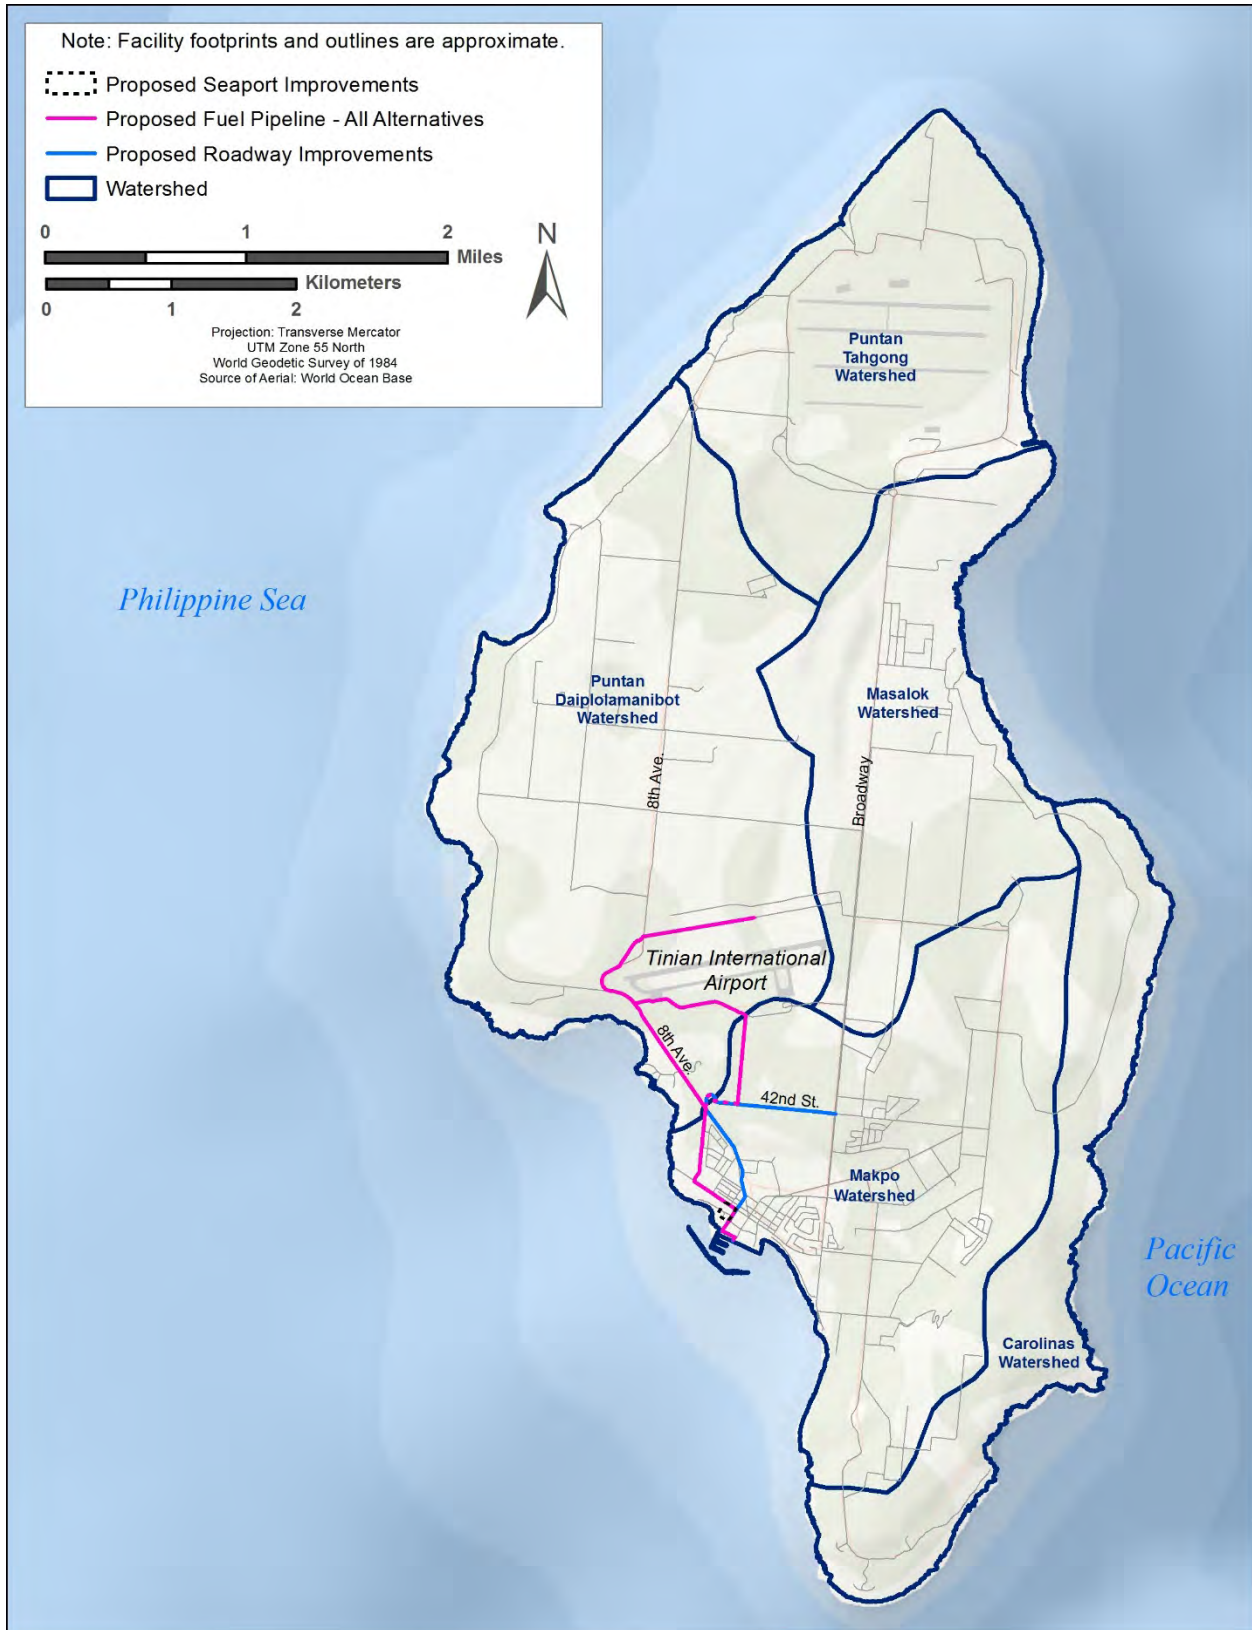 Note: Facility footprints and outlines are approximate.
Proposed Seaport Improvements
Proposed Fuel Pipeline - All Alternatives
Proposed Roadway Improvements
Watershed
0 1 2
Miles
Kilometers
0 1 2
N
Projection: Transverse Mercator
UTM Zone 55 North
World Geodetic Survey of 1984
Source of Aerial: World Ocean Base
Puntan
Tahgong
Watershed
Philippine Sea
Puntan
Daiplolamanibot
Watershed
Masalok
Watershed
8th Ave.
Broadway
Tinian International
Airport
8th Ave.
42nd St.
Makpo
Watershed
Pacific
Ocean
Carolinas
Watershed